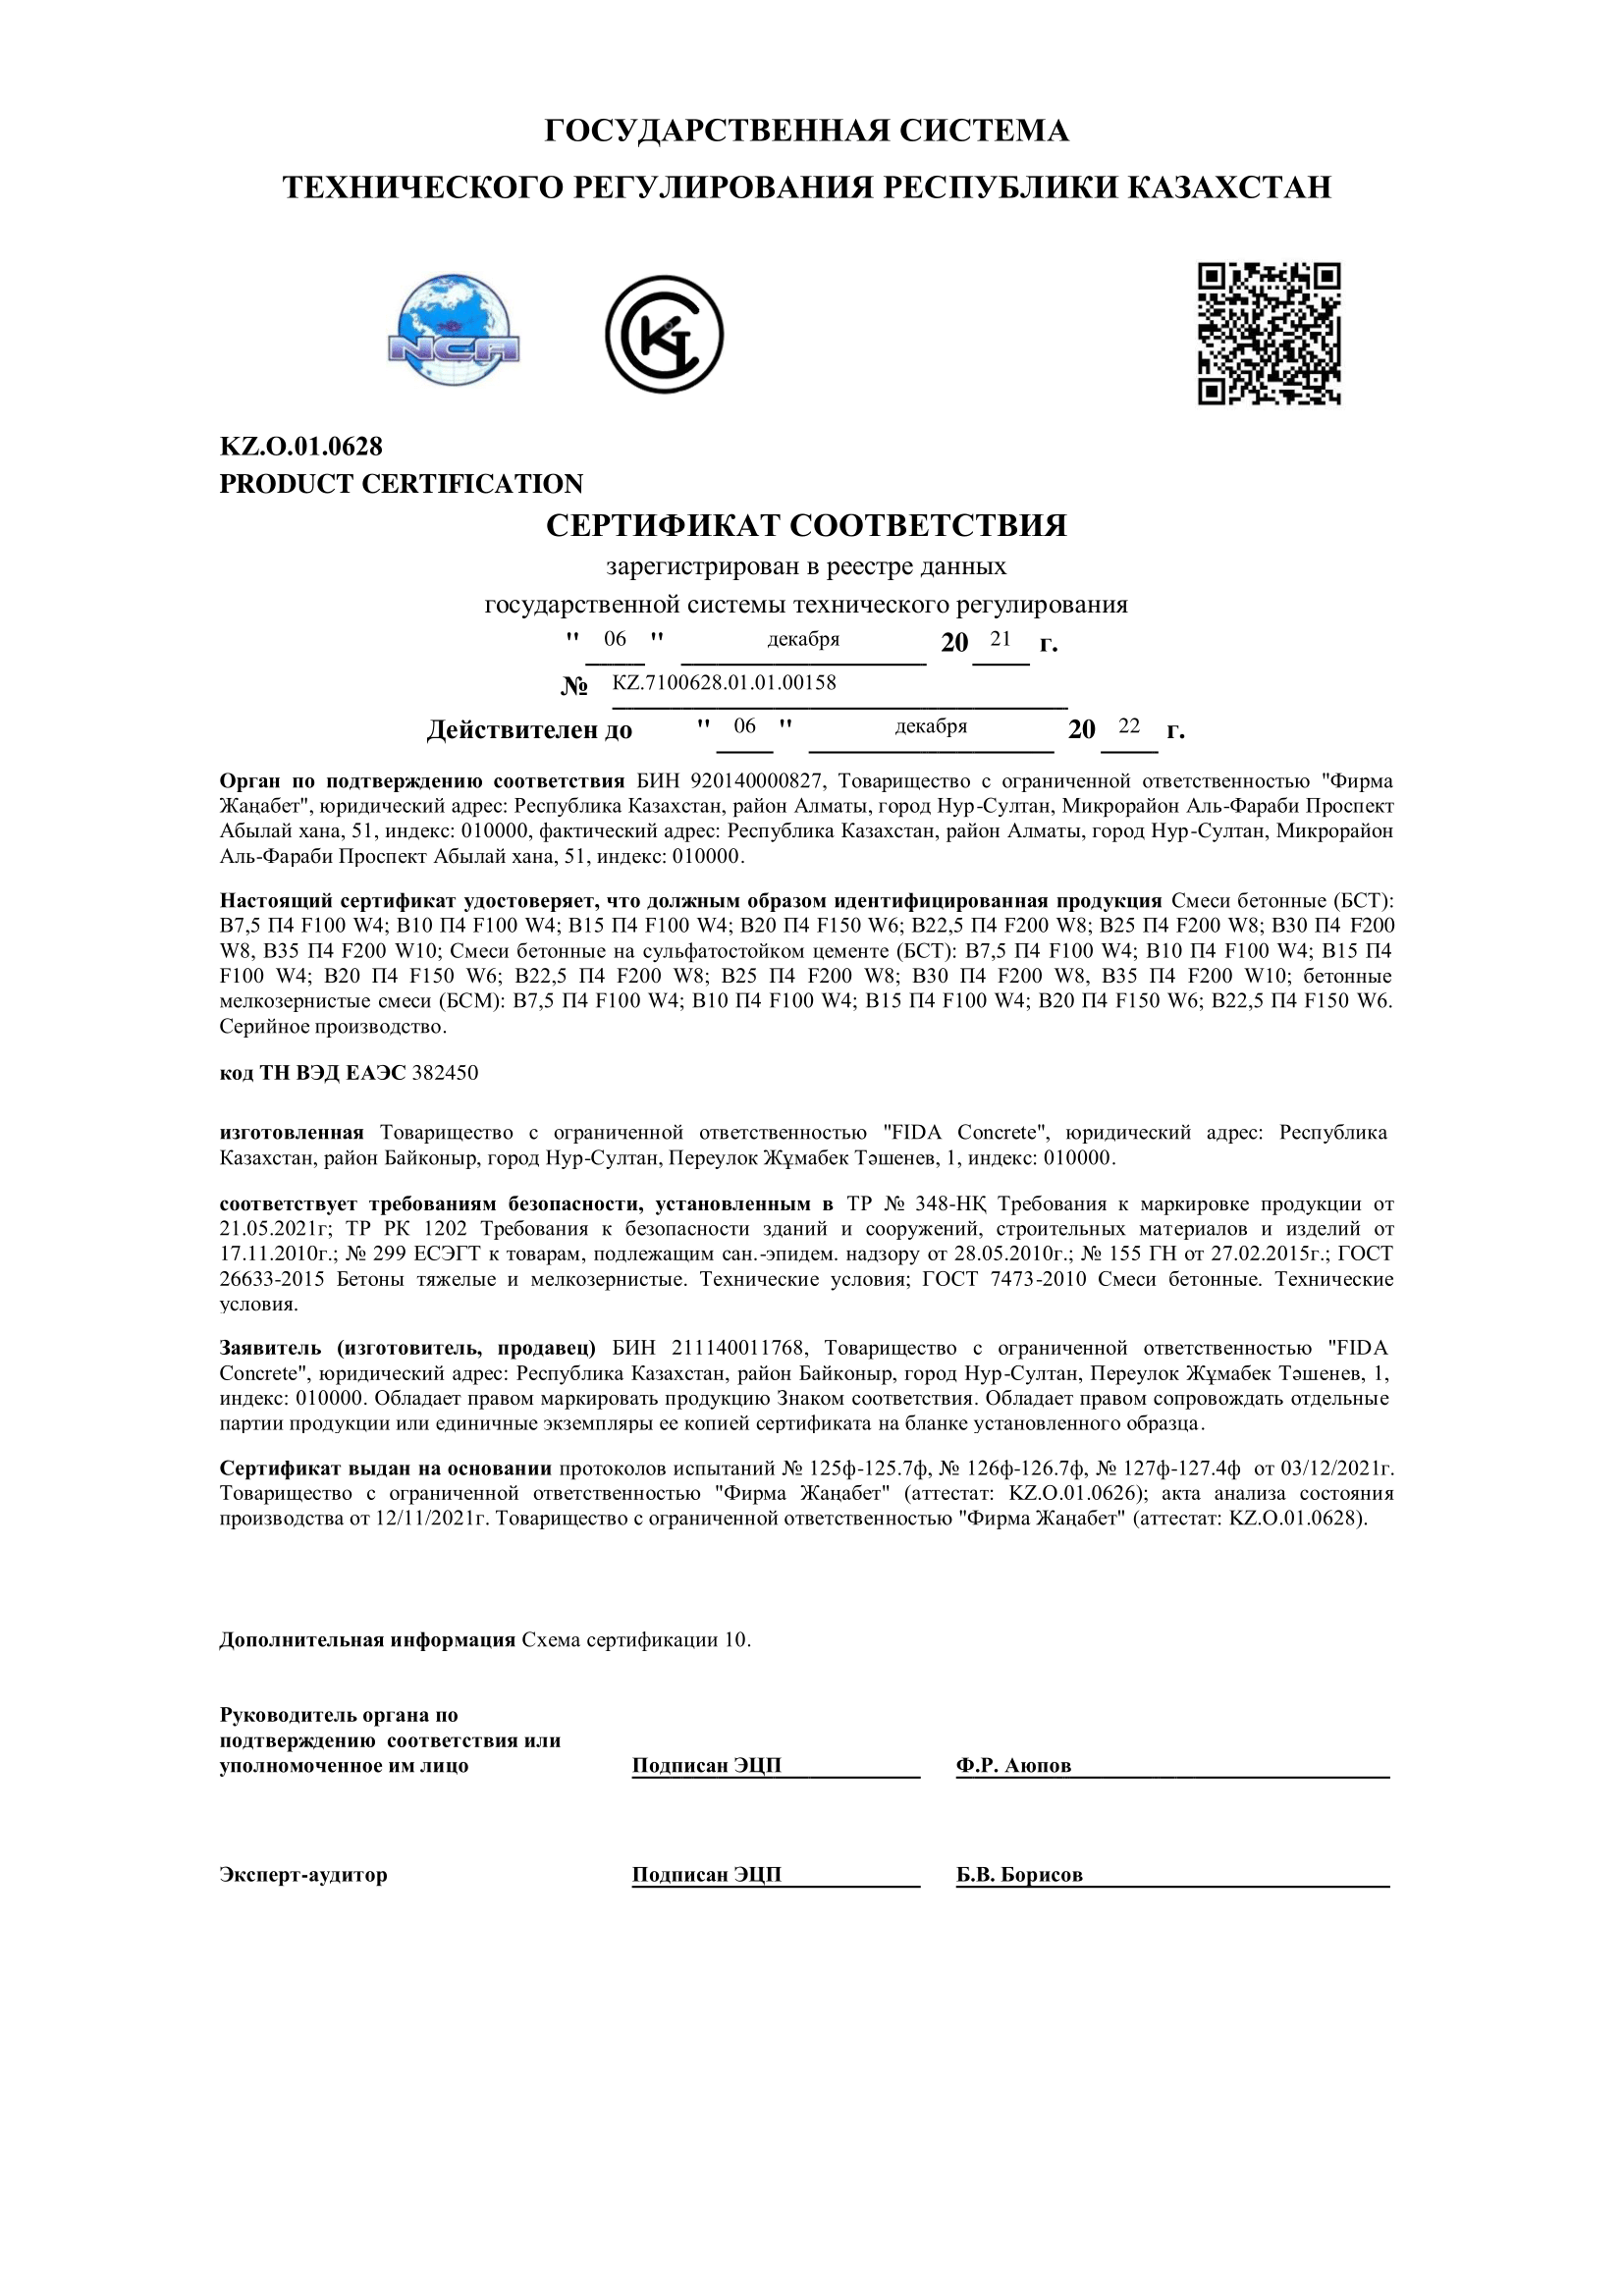 ГОСУДАРСТВЕННАЯ СИСТЕМА
ТЕХНИЧЕСКОГО РЕГУЛИРОВАНИЯ РЕСПУБЛИКИ КАЗАХСТАН
NCA
KZ.O.01.0628
PRODUCT CERTIFICATION
СЕРТИФИКАТ СООТВЕТСТВИЯ
зарегистрирован в реестре данных
государственной системы технического регулирования
" 06 " декабря 20 21 г.
№ KZ.7100628.01.01.00158
Действителен до " 06 " декабря 20 22 г.
Орган по подтверждению соответствия БИН 920140000827, Товарищество с ограниченной ответственностью "Фирма
Жаңабет", юридический адрес: Республика Казахстан, район Алматы, город Нур-Султан, Микрорайон Аль-Фараби Проспект
Абылай хана, 51, индекс: 010000, фактический адрес: Республика Казахстан, район Алматы, город Нур-Султан, Микрорайон
Аль-Фараби Проспект Абылай хана, 51, индекс: 010000.
Настоящий сертификат удостоверяет, что должным образом идентифицированная продукция Смеси бетонные (БСТ):
В7,5 П4 F100 W4; В10 П4 F100 W4; В15 П4 F100 W4; В20 П4 F150 W6; В22,5 П4 F200 W8; В25 П4 F200 W8; В30 П4 F200
W8, В35 П4 F200 W10; Смеси бетонные на сульфатостойком цементе (БСТ): В7,5 П4 F100 W4; В10 П4 F100 W4; В15 П4
F100 W4; В20 П4 F150 W6; В22,5 П4 F200 W8; В25 П4 F200 W8; В30 П4 F200 W8, В35 П4 F200 W10; бетонные
мелкозернистые смеси (БСМ): В7,5 П4 F100 W4; В10 П4 F100 W4; В15 П4 F100 W4; В20 П4 F150 W6; В22,5 П4 F150 W6.
Серийное производство.
код ТН ВЭД ЕАЭС 382450
изготовленная Товарищество с ограниченной ответственностью "FIDA Concrete", юридический адрес: Республика
Казахстан, район Байконыр, город Нур-Султан, Переулок Жұмабек Тәшенев, 1, индекс: 010000.
соответствует требованиям безопасности, установленным в ТР № 348-НҚ Требования к маркировке продукции от
21.05.2021г; ТР РК 1202 Требования к безопасности зданий и сооружений, строительных материалов и изделий от
17.11.2010г.; № 299 ЕСЭГТ к товарам, подлежащим сан.-эпидем. надзору от 28.05.2010г.; № 155 ГН от 27.02.2015г.; ГОСТ
26633-2015 Бетоны тяжелые и мелкозернистые. Технические условия; ГОСТ 7473-2010 Смеси бетонные. Технические
условия.
Заявитель (изготовитель, продавец) БИН 211140011768, Товарищество с ограниченной ответственностью "FIDA
Concrete", юридический адрес: Республика Казахстан, район Байконыр, город Нур-Султан, Переулок Жұмабек Тәшенев, 1,
индекс: 010000. Обладает правом маркировать продукцию Знаком соответствия. Обладает правом сопровождать отдельные
партии продукции или единичные экземпляры ее копией сертификата на бланке установленного образца.
Сертификат выдан на основании протоколов испытаний № 125ф-125.7ф, № 126ф-126.7ф, № 127ф-127.4ф от 03/12/2021г.
Товарищество с ограниченной ответственностью "Фирма Жаңабет" (аттестат: KZ.O.01.0626); акта анализа состояния
производства от 12/11/2021г. Товарищество с ограниченной ответственностью "Фирма Жаңабет" (аттестат: KZ.O.01.0628).
Дополнительная информация Схема сертификации 10.
Руководитель органа по
подтверждению соответствия или
уполномоченное им лицо Подписан ЭЦП Ф.Р. Аюпов
Эксперт-аудитор Подписан ЭЦП Б.В. Борисов